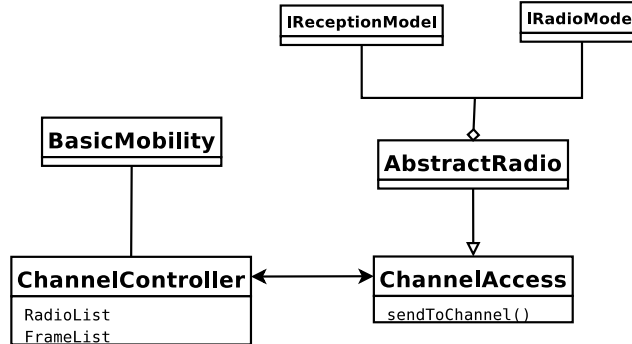 IReceptionModel
IRadioMode
BasicMobility
AbstractRadio
ChannelController
RadioList
FrameList
ChannelAccess
sendToChannel()